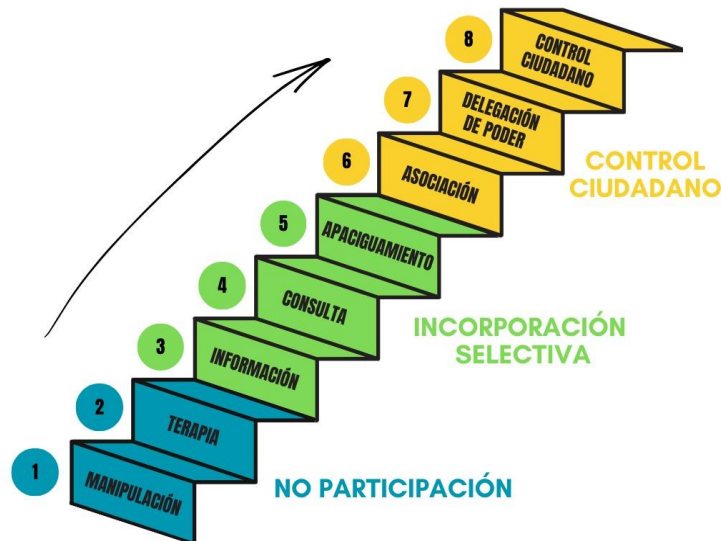 8
CONTROL
CIUDADANO
7
DELEGACIÓN
DE PODER
6
ASOCIACIÓN
CONTROL
CIUDADANO
5
APACIGUAMIENTO
4
CONSULTA
INCORPORACIÓN
SELECTIVA
3
INFORMACIÓN
2
TERAPIA
1
MANIPULACIÓN
NO PARTICIPACIÓN